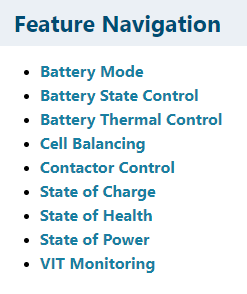 Feature Navigation
Battery Mode
Battery State Control
Battery Thermal Control
Cell Balancing
Contactor Control
State of Charge
State of Health
State of Power
VIT Monitoring